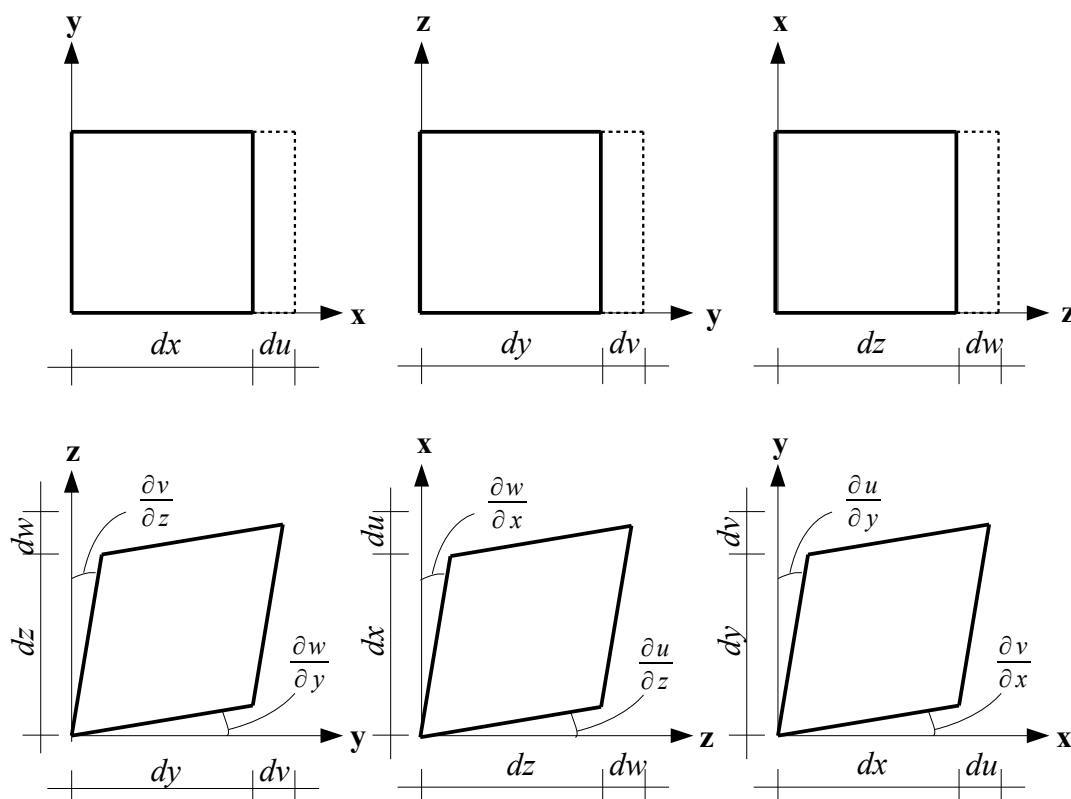 y z x
x y z
dx du dy dv dz dw
z x y
∂v/∂z ∂w/∂x ∂u/∂y
dw du dv
dz dx dy
∂w/∂y ∂u/∂z ∂v/∂x
y z x
dy dv dz dw dx du